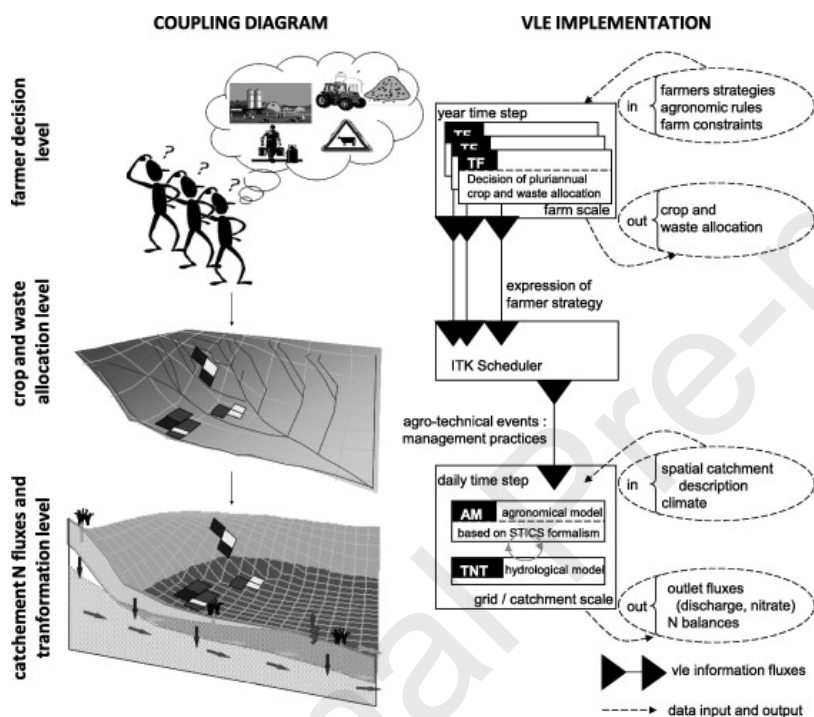 COUPLING DIAGRAM
VLE IMPLEMENTATION
farmer decision
level
crop and waste
allocation level
catchement N fluxes and
tranformation level
?
?
?
year time step
TF
TF
TF
Decision of pluriannual
crop and waste allocation
farm scale
in
farmers strategies
agronomic rules
farm constraints
out
crop and
waste allocation
expression of
farmer strategy
ITK Scheduler
agro-technical events :
management practices
daily time step
AM agronomical model
based on STICS formalism
TNT hydrological model
grid / catchment scale
in
spatial catchment
description
climate
out
outlet fluxes
(discharge, nitrate)
N balances
vle information fluxes
data input and output